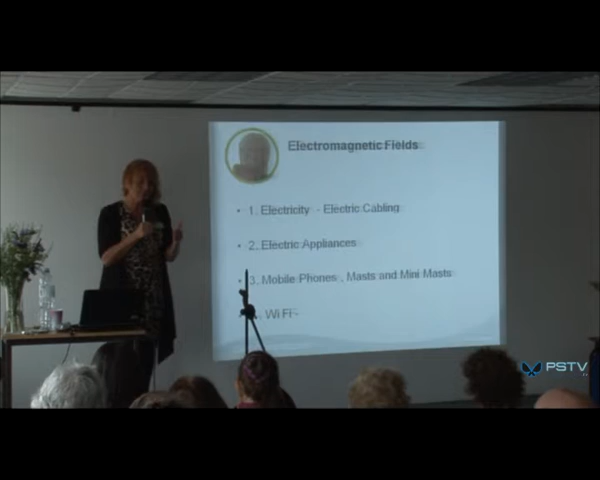 Electromagnetic Fields
• 1. Electricity - Electric Cabling
• 2. Electric Appliances
• 3. Mobile Phones, Masts and Mini Masts
. Wi Fi
PSTV